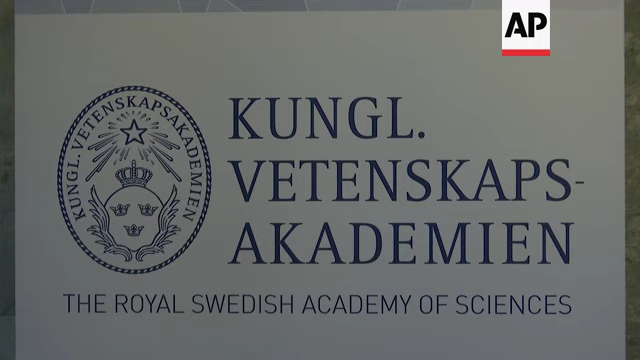 AP
KUNGL. VETENSKAPSAKADEMIEN
KUNGL.
VETENSKAPS-
AKADEMIEN
THE ROYAL SWEDISH ACADEMY OF SCIENCES